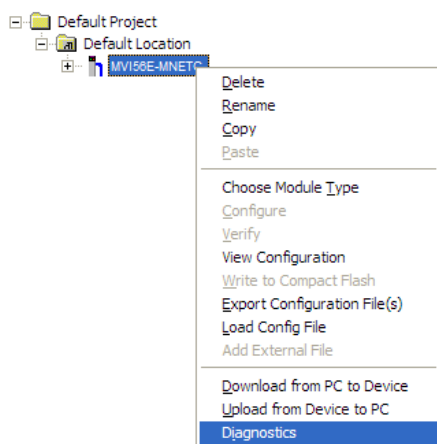 Default Project
Default Location
MVI56E-MNETC
Delete
Rename
Copy
Paste
Choose Module Type
Configure
Verify
View Configuration
Write to Compact Flash
Export Configuration File(s)
Load Config File
Add External File
Download from PC to Device
Upload from Device to PC
Diagnostics